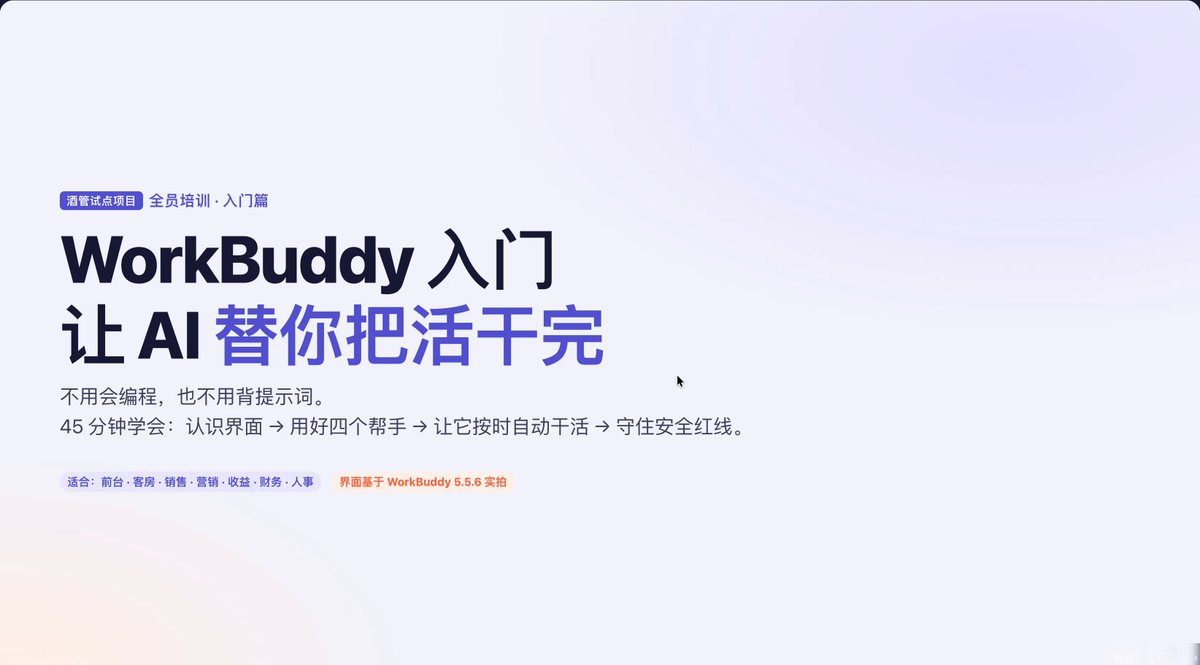 酒管试点项目 全员培训 · 入门篇
WorkBuddy 入门
让 AI 替你把活干完
不用会编程，也不用背提示词。
45 分钟学会：认识界面 → 用好四个帮手 → 让它按时自动干活 → 守住安全红线。
适合：前台 · 客房 · 销售 · 营销 · 收益 · 财务 · 人事 界面基于 WorkBuddy 5.5.6 实拍